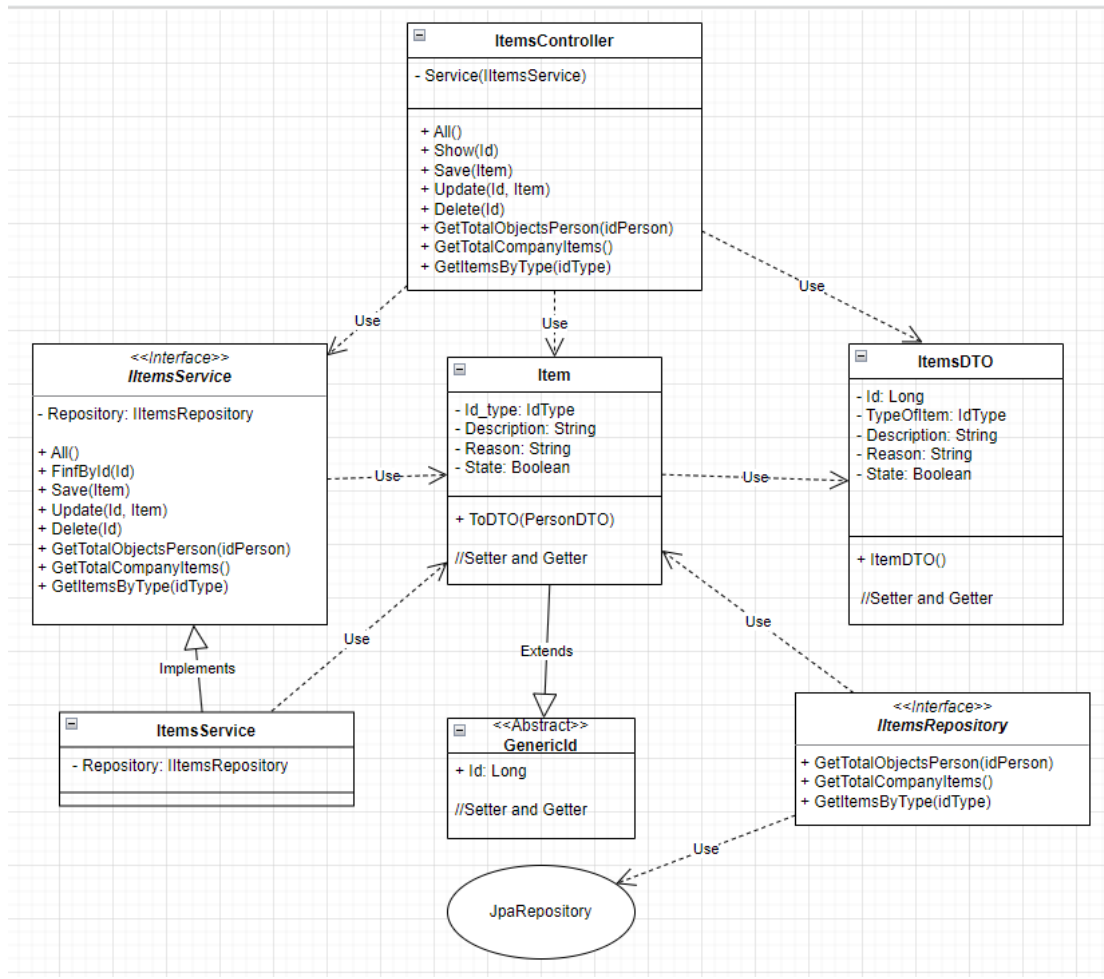 ItemsController
- Service(IItemsService)
+ All()
+ Show(Id)
+ Save(Item)
+ Update(Id, Item)
+ Delete(Id)
+ GetTotalObjectsPerson(idPerson)
+ GetTotalCompanyItems()
+ GetItemsByType(idType)
Use
Use
Use
<<Interface>>
IItemsService
- Repository: IItemsRepository
+ All()
+ FinfById(Id)
+ Save(Item)
+ Update(Id, Item)
+ Delete(Id)
+ GetTotalObjectsPerson(idPerson)
+ GetTotalCompanyItems()
+ GetItemsByType(idType)
Use
Item
- Id_type: IdType
- Description: String
- Reason: String
- State: Boolean
+ ToDTO(PersonDTO)
//Setter and Getter
Use
ItemsDTO
- Id: Long
- TypeOfItem: IdType
- Description: String
- Reason: String
- State: Boolean
+ ItemDTO()
//Setter and Getter
Implements
Use
Extends
Use
ItemsService
- Repository: IItemsRepository
<<Abstract>>
GenericId
+ Id: Long
//Setter and Getter
<<Interface>>
IItemsRepository
+ GetTotalObjectsPerson(idPerson)
+ GetTotalCompanyItems()
+ GetItemsByType(idType)
Use
JpaRepository